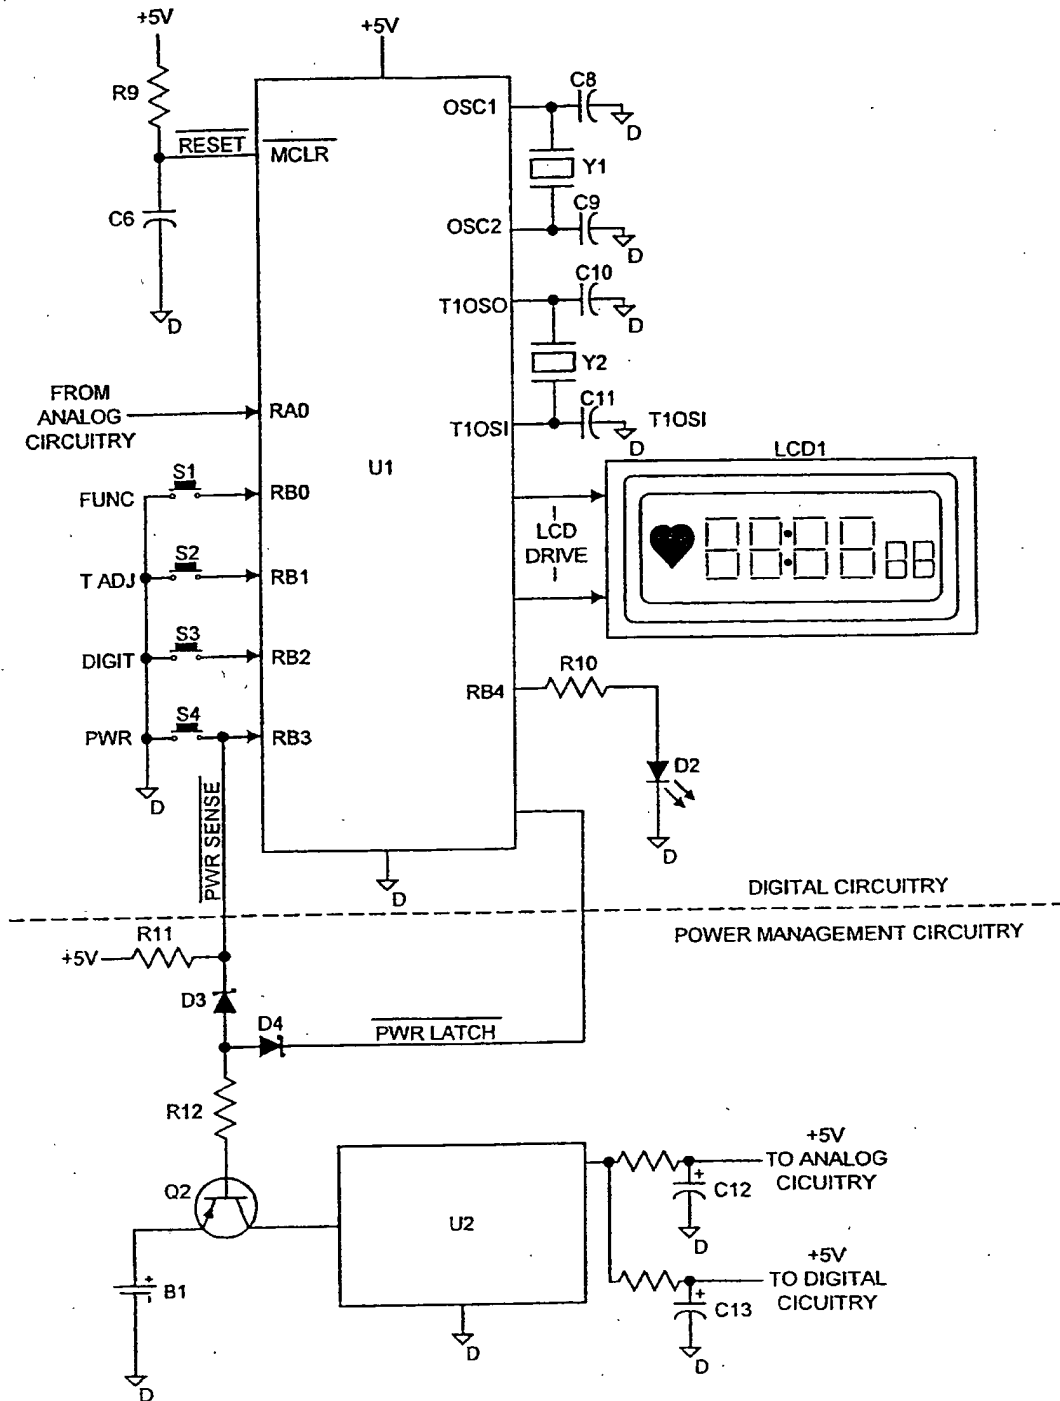 +5V
+5V
R9
RESET
MCLR
C6
D
OSC1
C8
D
Y1
OSC2
C9
D
T1OSO
C10
D
Y2
T1OSI
C11
D
T1OSI
FROM
ANALOG
CIRCUITRY
RA0
U1
LCD1
FUNC
S1
RB0
LCD
DRIVE
T ADJ
S2
RB1
DIGIT
S3
RB2
PWR
S4
RB3
D
RB4
R10
D2
D
PWR SENSE
D
DIGITAL CIRCUITRY
POWER MANAGEMENT CIRCUITRY
+5V
R11
D3
D4
PWR LATCH
R12
Q2
B1
D
U2
D
+5V
TO ANALOG
CICUITRY
+
C12
D
+5V
TO DIGITAL
CICUITRY
+
C13
D
+
-